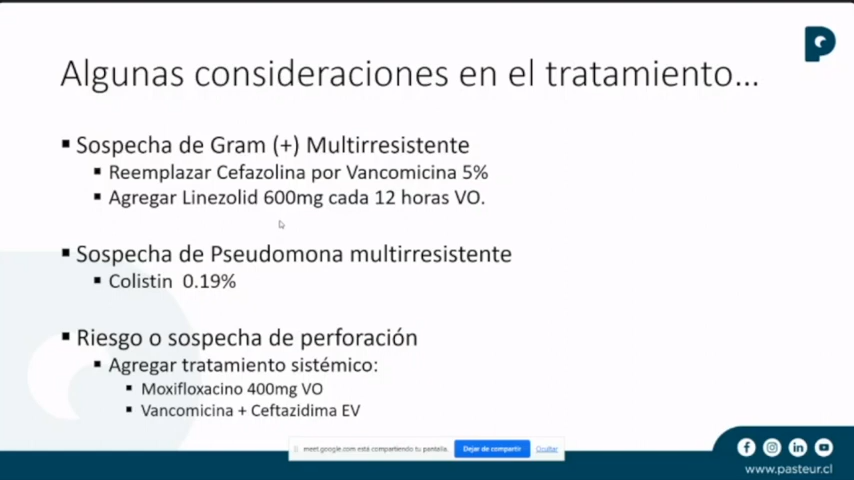 Algunas consideraciones en el tratamiento...
Sospecha de Gram (+) Multirresistente
Reemplazar Cefazolina por Vancomicina 5%
Agregar Linezolid 600mg cada 12 horas VO.
Sospecha de Pseudomona multirresistente
Colistin 0.19%
Riesgo o sospecha de perforación
Agregar tratamiento sistémico:
Moxifloxacino 400mg VO
Vancomicina + Ceftazidima EV
meet.google.com está compartiendo tu pantalla.
Dejar de compartir
Ocultar
www.pasteur.cl